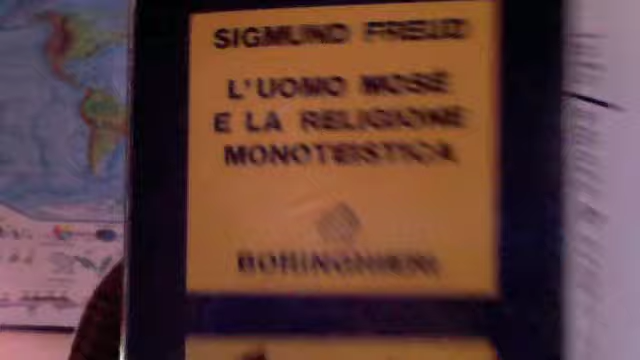 SIGMUND FREUD
L'UOMO MOSÈ
E LA RELIGIONE
MONOTEISTICA
BORINGHIERI